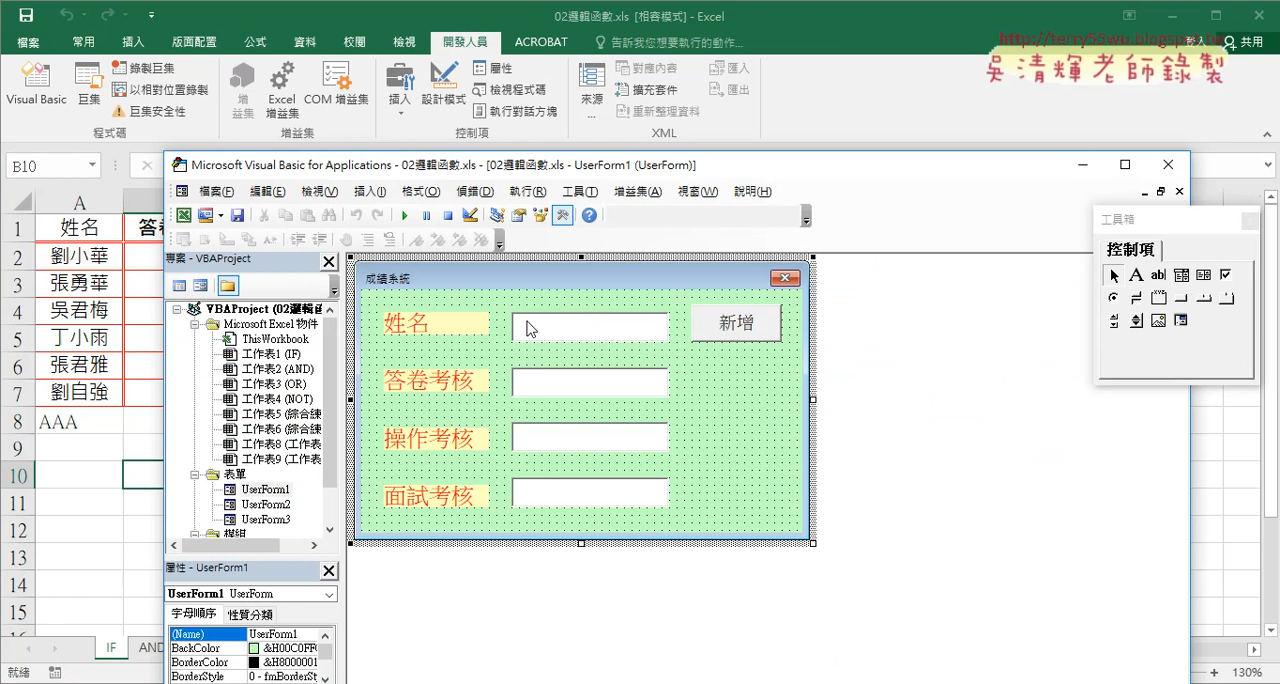 02邏輯函數.xls [相容模式] - Excel
檔案 常用 插入 版面配置 公式 資料 校閱 檢視 開發人員 ACROBAT 告訴我您想要執行的動作... 共用
http://terry55wu.blogspot.tw
吳清輝老師錄製
Visual Basic 巨集 錄製巨集 以相對位置錄製 巨集安全性
增益集 Excel 增益集 COM 增益集
插入 設計模式 屬性 檢視程式碼 執行對話方塊
來源... 對應內容 擴充套件 重新整理資料 匯入 匯出
程式碼 增益集 控制項 XML
B10
Microsoft Visual Basic for Applications - 02邏輯函數.xls - [02邏輯函數.xls - UserForm1 (UserForm)]
檔案(F) 編輯(E) 檢視(V) 插入(I) 格式(O) 偵錯(D) 執行(R) 工具(T) 增益集(A) 視窗(W) 說明(H)
A
1 姓名
2 劉小華
3 張勇華
4 吳君梅
5 丁小雨
6 張君雅
7 劉自強
8 AAA
9
10
11
12
13
14
15
專案 - VBAProject
VBAProject (02邏輯函
Microsoft Excel 物件
ThisWorkbook
工作表1 (IF)
工作表2 (AND)
工作表3 (OR)
工作表4 (NOT)
工作表5 (綜合練
工作表6 (綜合練
工作表8 (工作表
工作表9 (工作表
表單
UserForm1
UserForm2
UserForm3
模組
屬性 - UserForm1
UserForm1 UserForm
字母順序 性質分類
(Name) UserForm1
BackColor &H00C0FF
BorderColor &H8000001
BorderStyle 0 - fmBorderSt
成績系統
姓名 新增
答卷考核
操作考核
面試考核
工具箱
控制項
A ab
IF AND
就緒 130%